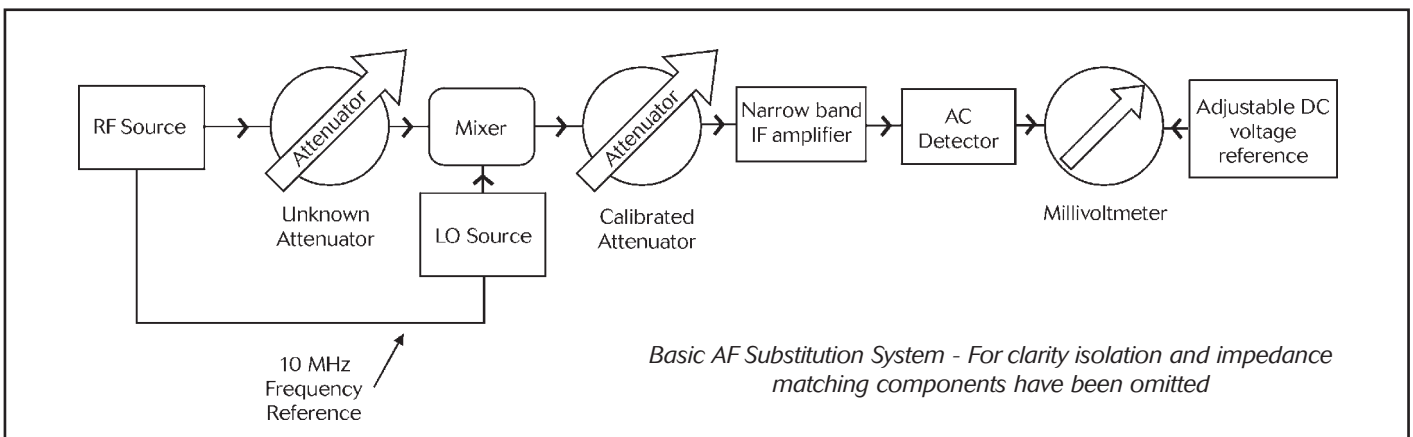 RF Source
Attenuator
Unknown
Attenuator
Mixer
LO Source
Attenuator
Calibrated
Attenuator
Narrow band
IF amplifier
AC
Detector
Millivoltmeter
Adjustable DC
voltage
reference
10 MHz
Frequency
Reference
Basic AF Substitution System - For clarity isolation and impedance
matching components have been omitted